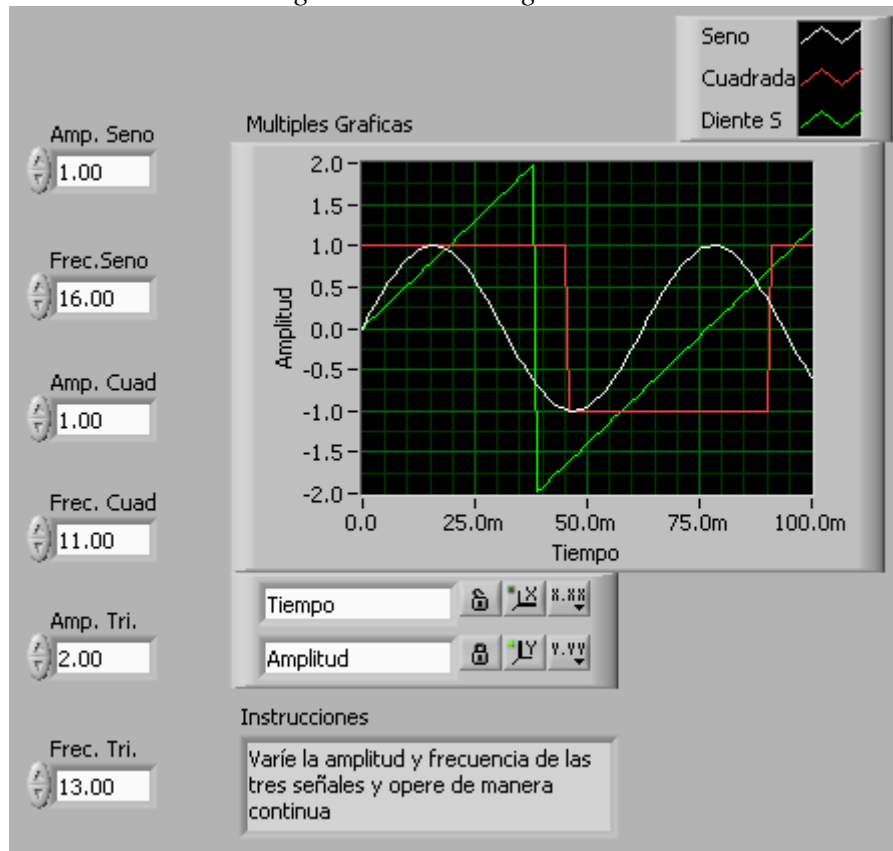 Seno
Cuadrada
Diente S
Multiples Graficas
Amp. Seno
1.00
Frec.Seno
16.00
Amp. Cuad
1.00
Frec. Cuad
11.00
Amp. Tri.
2.00
Frec. Tri.
13.00
Amplitud
2.0
1.5
1.0
0.5
0.0
-0.5
-1.0
-1.5
-2.0
0.0 25.0m 50.0m 75.0m 100.0m
Tiempo
Tiempo X X.XX
Amplitud Y Y.YY
Instrucciones
Varíe la amplitud y frecuencia de las
tres señales y opere de manera
continua